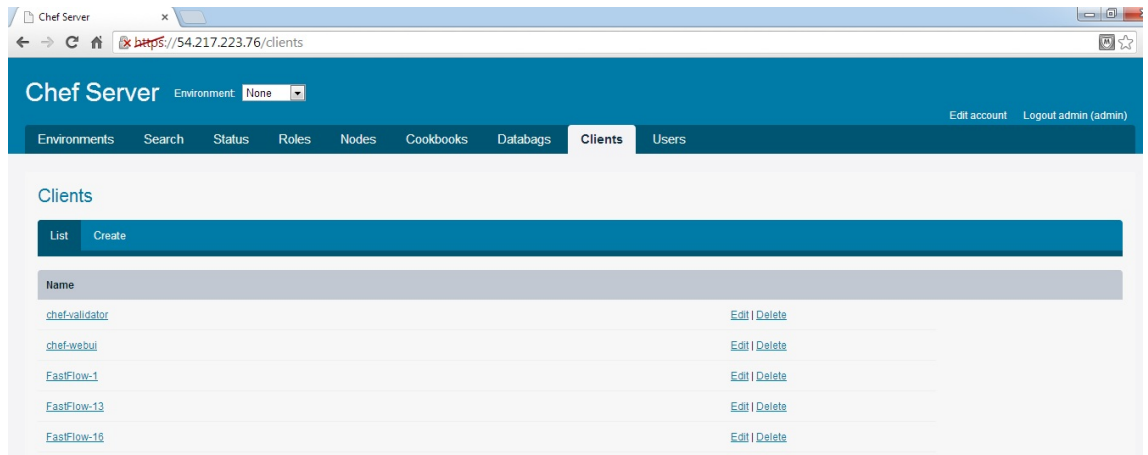 Chef Server
https://54.217.223.76/clients
Chef Server Environment: None
Edit account Logout admin (admin)
Environments Search Status Roles Nodes Cookbooks Databags Clients Users
Clients
List Create
Name
chef-validator Edit | Delete
chef-webui Edit | Delete
FastFlow-1 Edit | Delete
FastFlow-13 Edit | Delete
FastFlow-16 Edit | Delete